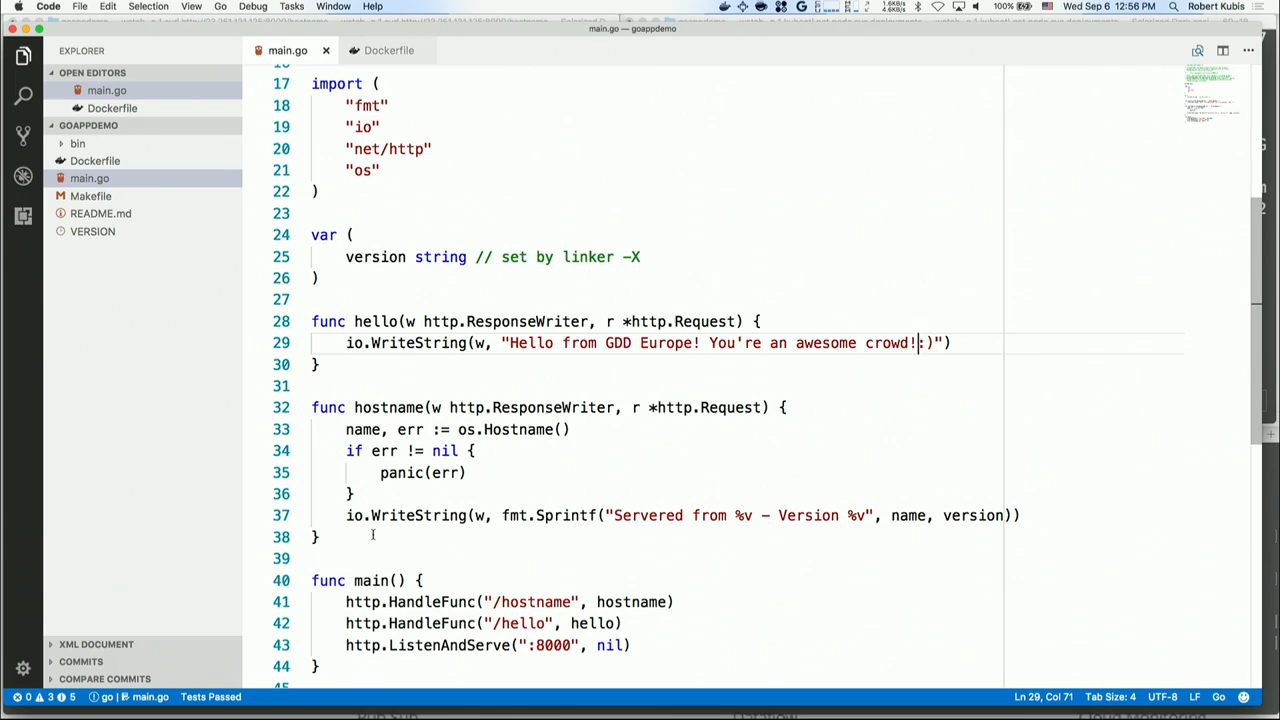 Code File Edit Selection View Go Debug Tasks Window Help 1.6KB/s 100% Wed Sep 6 12:56 PM Robert Kubis
main.go — goappdemo
EXPLORER
main.go
Dockerfile
OPEN EDITORS
main.go
Dockerfile
GOAPPDEMO
bin
Dockerfile
main.go
Makefile
README.md
VERSION
XML DOCUMENT
COMMITS
COMPARE COMMITS
17 import (
18 "fmt"
19 "io"
20 "net/http"
21 "os"
22 )
23
24 var (
25 version string // set by linker -X
26 )
27
28 func hello(w http.ResponseWriter, r *http.Request) {
29 io.WriteString(w, "Hello from GDD Europe! You're an awesome crowd!:)")
30 }
31
32 func hostname(w http.ResponseWriter, r *http.Request) {
33 name, err := os.Hostname()
34 if err != nil {
35 panic(err)
36 }
37 io.WriteString(w, fmt.Sprintf("Servered from %v - Version %v", name, version))
38 }
39
40 func main() {
41 http.HandleFunc("/hostname", hostname)
42 http.HandleFunc("/hello", hello)
43 http.ListenAndServe(":8000", nil)
44 }
0 3 5 go main.go Tests Passed Ln 29, Col 71 Tab Size: 4 UTF-8 LF Go